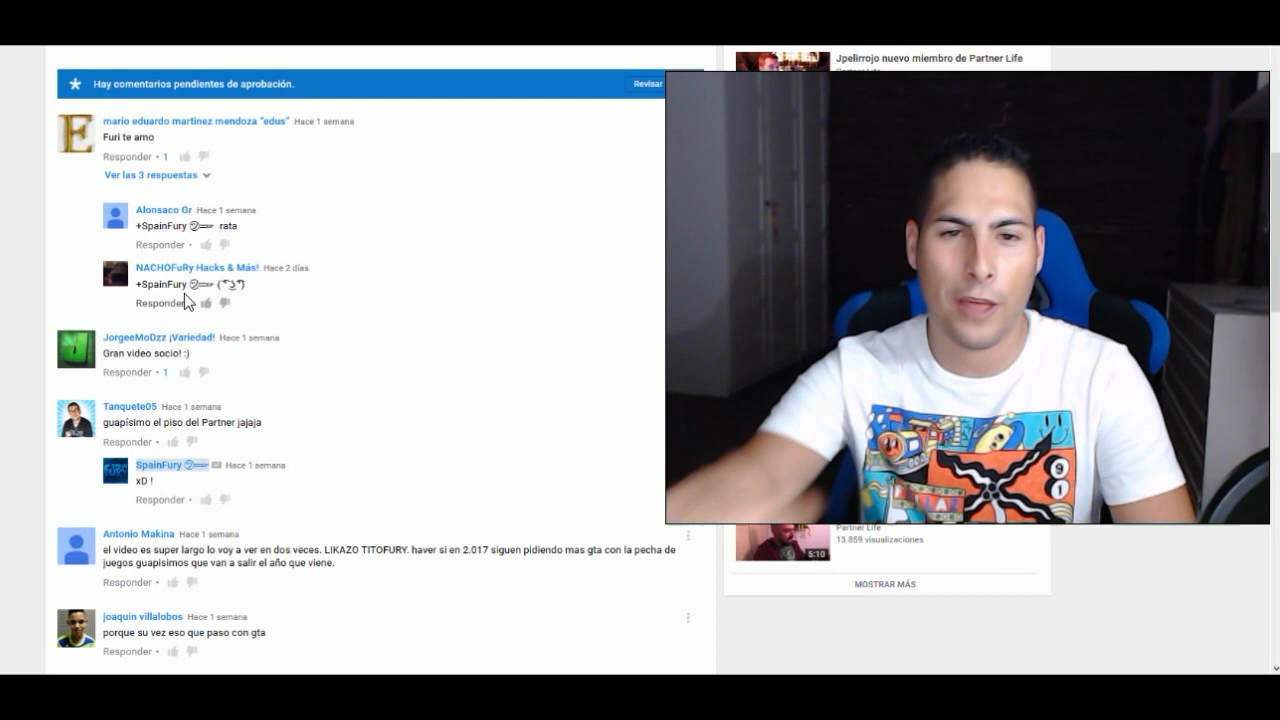 Jpelirrojo nuevo miembro de Partner Life
Hay comentarios pendientes de aprobación.
Revisar
mario eduardo martinez mendoza "edus" Hace 1 semana
Furi te amo
Responder • 1
Ver las 3 respuestas
Alonsaco Gr Hace 1 semana
+SpainFury rata
Responder •
NACHOFuRy Hacks & Más! Hace 2 días
+SpainFury ( ͡° ͜ʖ ͡°)
Responder
JorgeeMoDzz ¡Variedad! Hace 1 semana
Gran video socio! :)
Responder • 1
Tanquete05 Hace 1 semana
guapísimo el piso del Partner jajaja
Responder •
SpainFury Hace 1 semana
xD !
Responder •
Antonio Makina Hace 1 semana
el video es super largo lo voy a ver en dos veces. LIKAZO TITOFURY. haver si en 2.017 siguen pidiendo mas gta con la pecha de
juegos guapisimos que van a salir el año que viene.
Responder •
joaquin villalobos Hace 1 semana
porque su vez eso que paso con gta
Responder •
Partner Life
13.859 visualizaciones
5:10
MOSTRAR MÁS